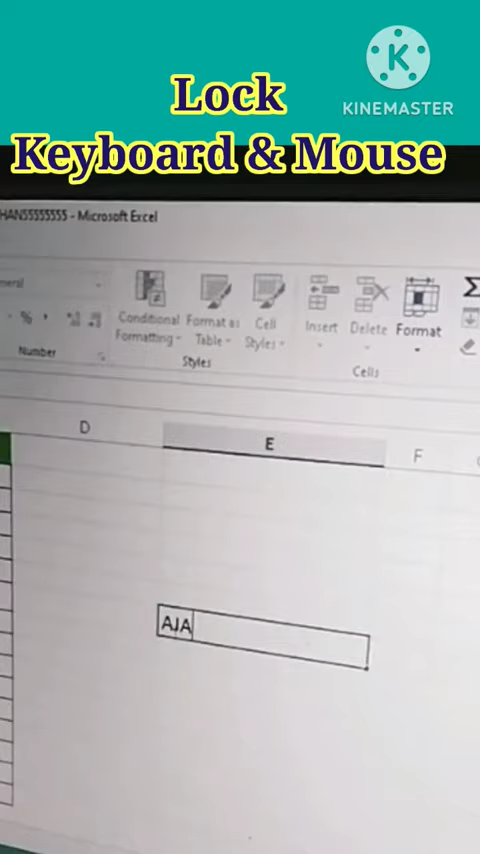 Lock
KINEMASTER
Keyboard & Mouse
HAN55555555 - Microsoft Excel
%
Conditional Formatting
Format as Table
Cell Styles
Insert
Delete
Format
Number
Styles
Cells
D
E
F
AJA